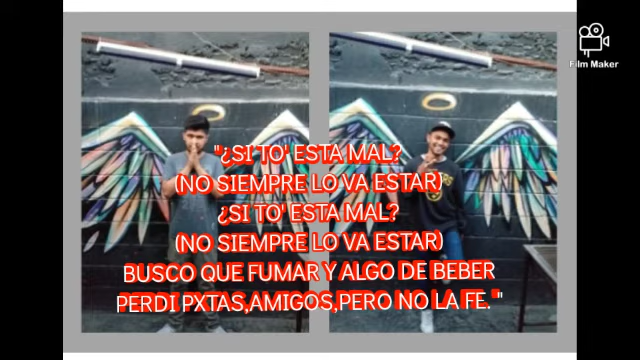 Film Maker
"¿SI TO' ESTA MAL?
(NO SIEMPRE LO VA ESTAR)
¿SI TO' ESTA MAL?
(NO SIEMPRE LO VA ESTAR)
BUSCO QUE FUMAR Y ALGO DE BEBER
PERDI PXTAS,AMIGOS,PERO NO LA FE. "